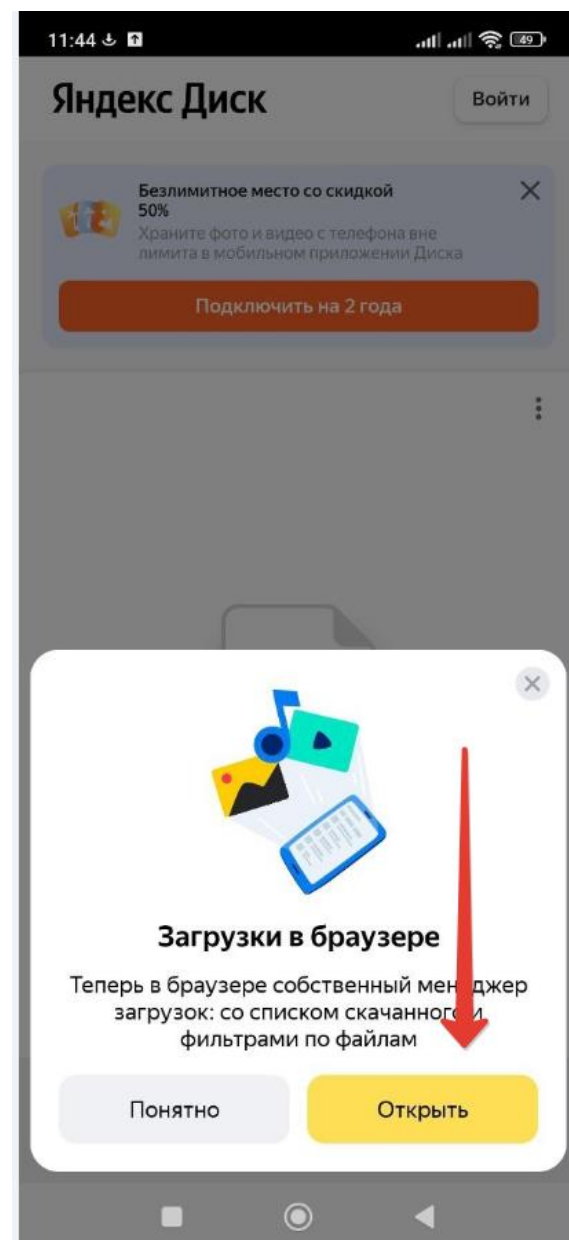 11:44
49
Яндекс Диск
Войти
Безлимитное место со скидкой
50%
Храните фото и видео с телефона вне
лимита в мобильном приложении Диска
Подключить на 2 года
Загрузки в браузере
Теперь в браузере собственный менеджер
загрузок: со списком скачанного и
фильтрами по файлам
Понятно
Открыть